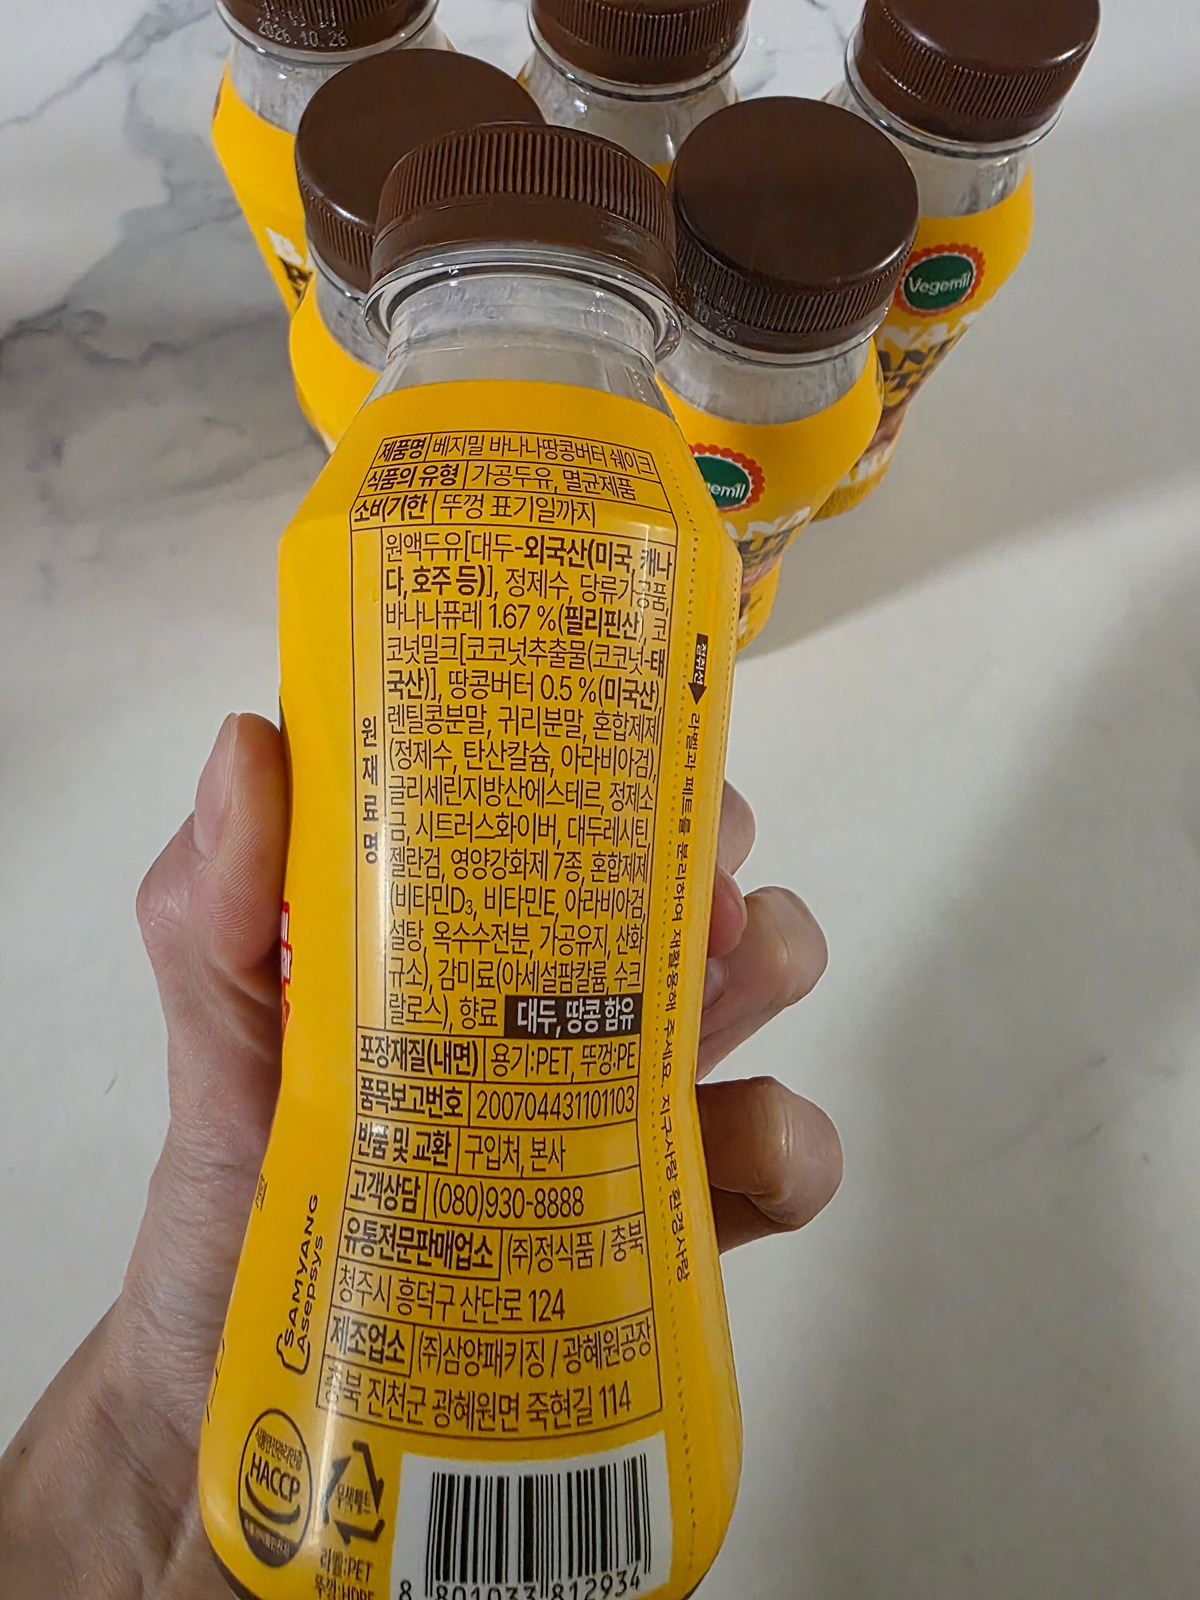 2026.10.26
10.26
Vegemil
제품명 베지밀 바나나땅콩버터 쉐이크
식품의 유형 가공두유, 멸균제품
소비기한 뚜껑 표기일까지
원재료명
원액두유[대두-외국산(미국, 캐나
다, 호주 등)], 정제수, 당류가공품,
바나나퓨레 1.67 %(필리핀산), 코
코넛밀크[코코넛추출물(코코넛-태
국산)], 땅콩버터 0.5 %(미국산),
렌틸콩분말, 귀리분말, 혼합제제
(정제수, 탄산칼슘, 아라비아검),
글리세린지방산에스테르, 정제소
금, 시트러스화이버, 대두레시틴,
젤란검, 영양강화제 7종, 혼합제제
(비타민D₃, 비타민E, 아라비아검,
설탕, 옥수수전분, 가공유지, 산화
규소), 감미료(아세설팜칼륨, 수크
랄로스), 향료 대두, 땅콩 함유
포장재질(내면) 용기:PET, 뚜껑:PE
품목보고번호 200704431101103
반품 및 교환 구입처, 본사
고객상담 (080)930-8888
유통전문판매업소 (주)정식품 / 충북
청주시 흥덕구 산단로 124
제조업소 (주)삼양패키징 / 광혜원공장
충북 진천군 광혜원면 죽현길 114
절취선
라벨과 페트를 분리하여 재활용해 주세요. 지구사랑 환경사랑
SAMYANG
Asepsys
HACCP
무색페트
라벨:PET
뚜껑:HDPE
8 801033 812934